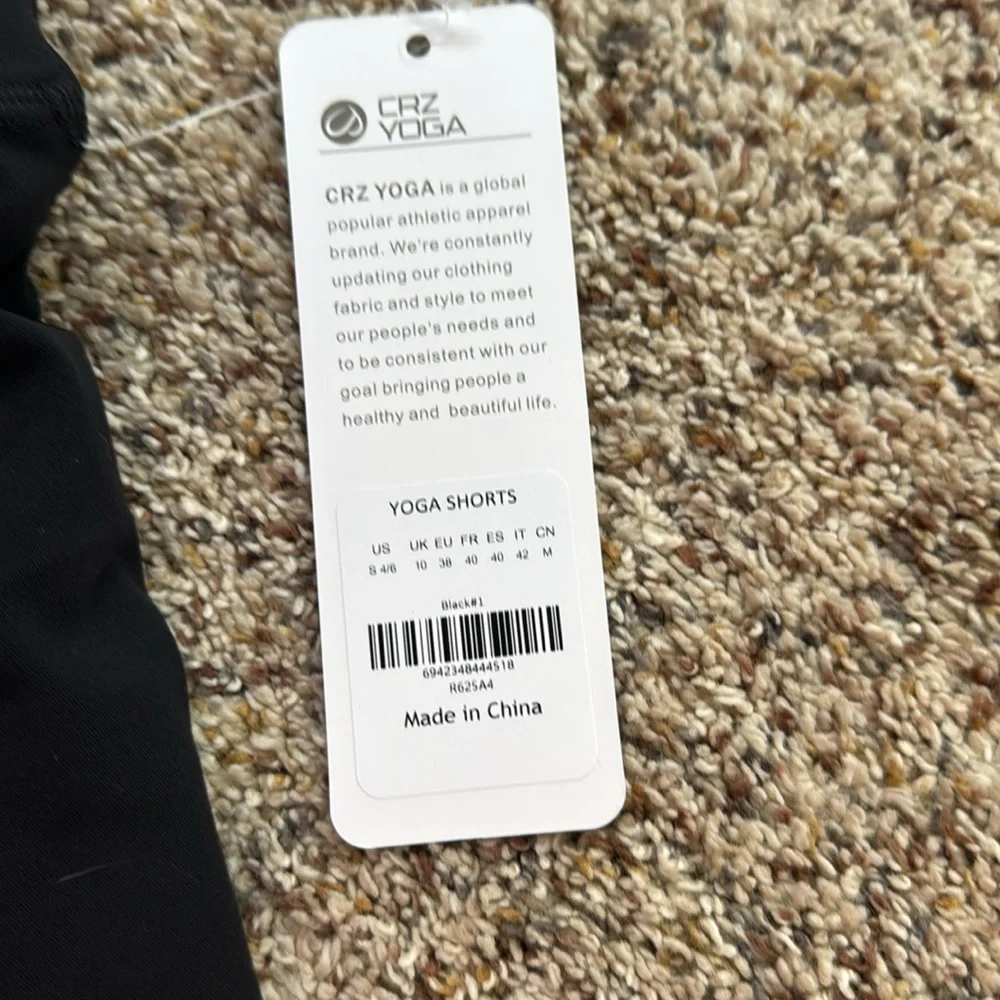 CRZ
YOGA
CRZ YOGA is a global
popular athletic apparel
brand. We're constantly
updating our clothing
fabric and style to meet
our people's needs and
to be consistent with our
goal bringing people a
healthy and beautiful life.
YOGA SHORTS
US UK EU FR ES IT CN
S 4/6 10 38 40 40 42 M
Black#1
6942348444518
R625A4
Made in China